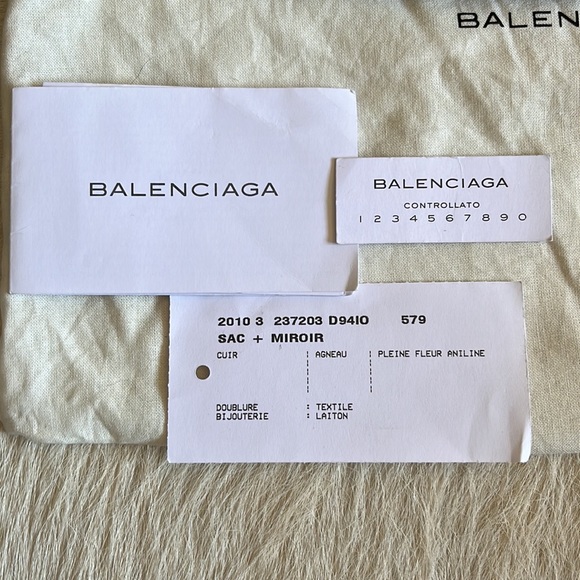 BALEN
BALENCIAGA
BALENCIAGA
CONTROLLATO
1 2 3 4 5 6 7 8 9 0
2010 3 237203 D94IO 579
SAC + MIROIR
CUIR | AGNEAU | PLEINE FLEUR ANILINE
DOUBLURE : TEXTILE
BIJOUTERIE : LAITON